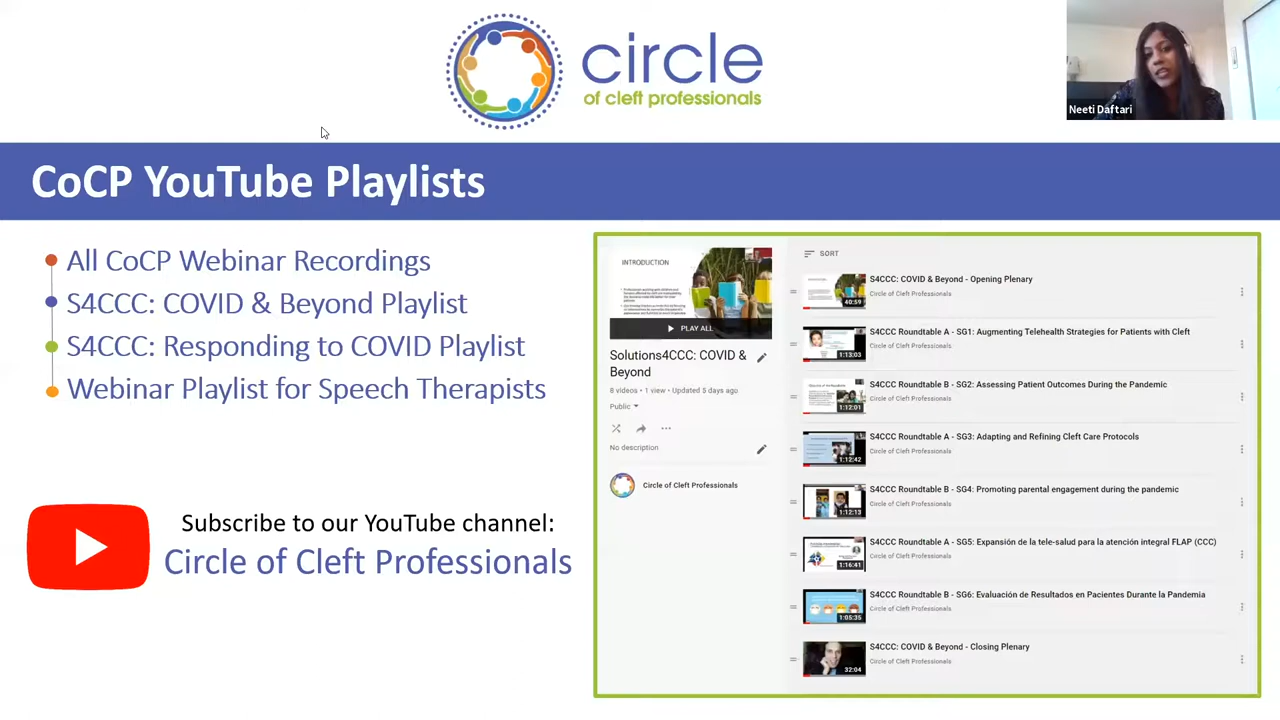 circle
of cleft professionals
Neeti Daftari
CoCP YouTube Playlists
All CoCP Webinar Recordings
S4CCC: COVID & Beyond Playlist
S4CCC: Responding to COVID Playlist
Webinar Playlist for Speech Therapists
Subscribe to our YouTube channel:
Circle of Cleft Professionals
INTRODUCTION
PLAY ALL
Solutions4CCC: COVID &
Beyond
8 videos • 1 view • Updated 5 days ago
Public
No description
Circle of Cleft Professionals
SORT
S4CCC: COVID & Beyond - Opening Plenary
Circle of Cleft Professionals
40:59
S4CCC Roundtable A - SG1: Augmenting Telehealth Strategies for Patients with Cleft
Circle of Cleft Professionals
1:13:03
S4CCC Roundtable B - SG2: Assessing Patient Outcomes During the Pandemic
Circle of Cleft Professionals
1:12:01
S4CCC Roundtable A - SG3: Adapting and Refining Cleft Care Protocols
Circle of Cleft Professionals
1:12:42
S4CCC Roundtable B - SG4: Promoting parental engagement during the pandemic
Circle of Cleft Professionals
1:12:13
S4CCC Roundtable A - SG5: Expansión de la tele-salud para la atención integral FLAP (CCC)
Circle of Cleft Professionals
1:16:41
S4CCC Roundtable B - SG6: Evaluación de Resultados en Pacientes Durante la Pandemia
Circle of Cleft Professionals
1:05:35
S4CCC: COVID & Beyond - Closing Plenary
Circle of Cleft Professionals
32:04